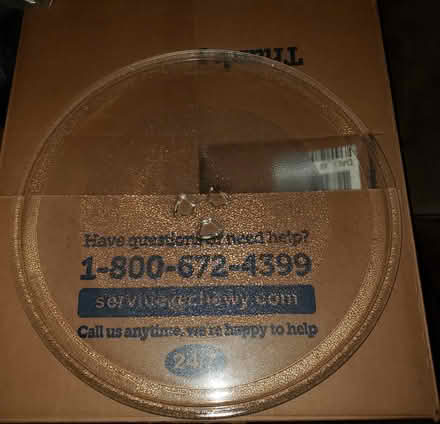 Have questions or need help?
1-800-672-4399
service@chewy.com
Call us anytime, we're happy to help
24/7